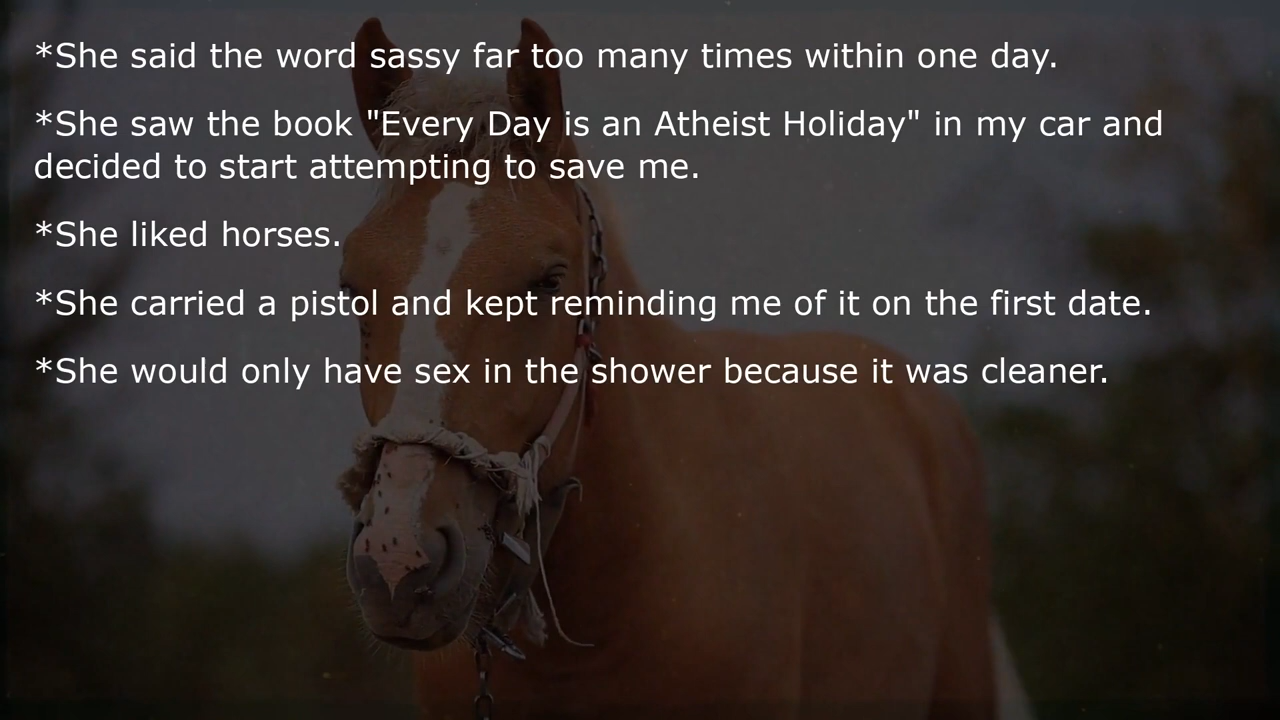 *She said the word sassy far too many times within one day.
*She saw the book "Every Day is an Atheist Holiday" in my car and
decided to start attempting to save me.
*She liked horses.
*She carried a pistol and kept reminding me of it on the first date.
*She would only have sex in the shower because it was cleaner.